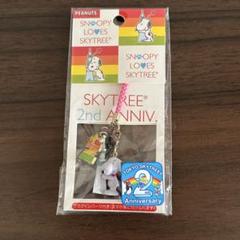 PEANUTS
SNOOPY
LOVES
SKYTREE®
SNOOPY
LOVES
SKYTREE®
SKYTREE®
2nd ANNIV.
TOKYO SKYTREE
2
Anniversary